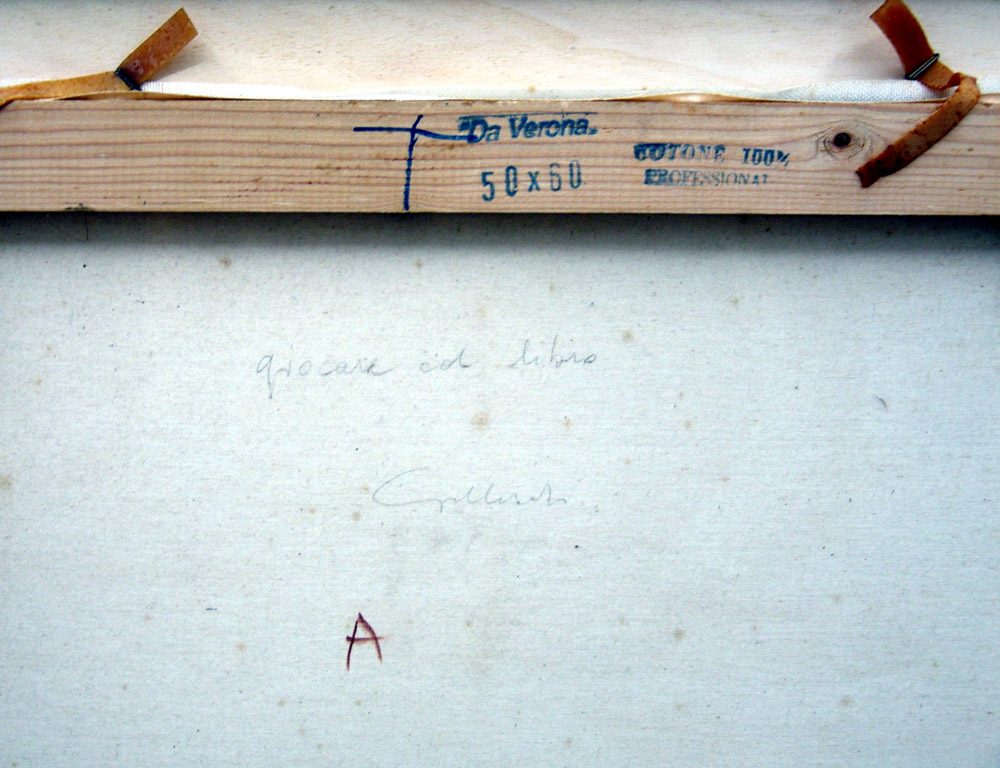 "Da Verona"
50x60
COTONE 100%
PROFESSIONAL
giocare col libro
A